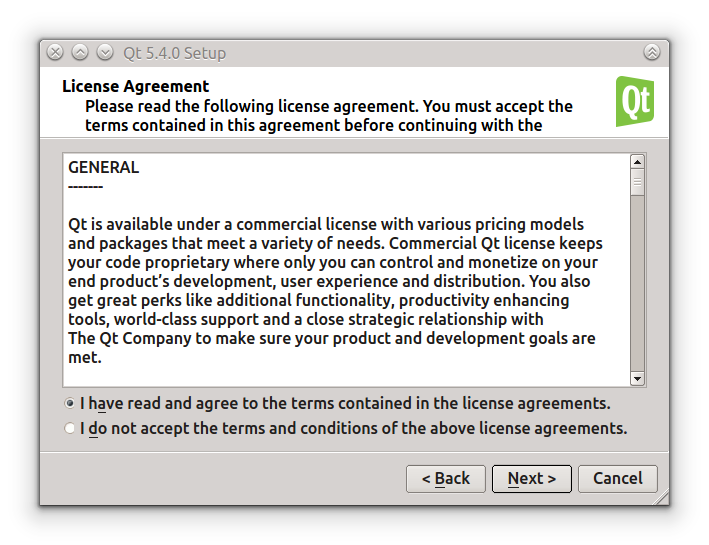 Qt 5.4.0 Setup
License Agreement
Please read the following license agreement. You must accept the
terms contained in this agreement before continuing with the
Qt
GENERAL
-------
Qt is available under a commercial license with various pricing models
and packages that meet a variety of needs. Commercial Qt license keeps
your code proprietary where only you can control and monetize on your
end product’s development, user experience and distribution. You also
get great perks like additional functionality, productivity enhancing
tools, world-class support and a close strategic relationship with
The Qt Company to make sure your product and development goals are
met.
I have read and agree to the terms contained in the license agreements.
I do not accept the terms and conditions of the above license agreements.
< Back Next > Cancel